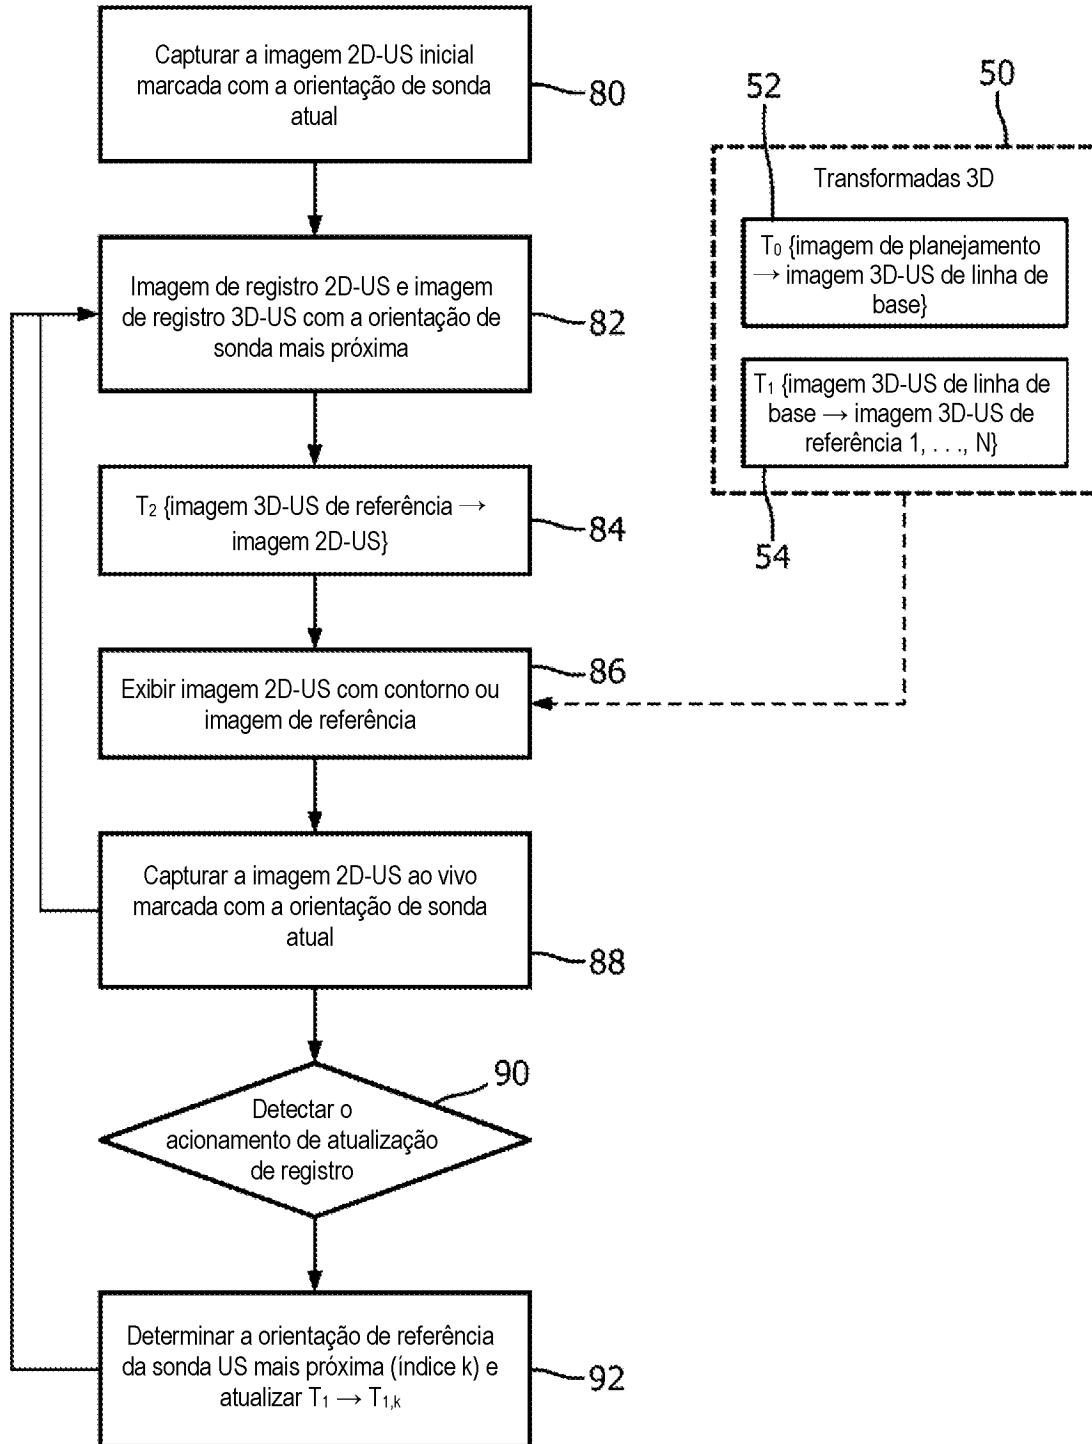 Capturar a imagem 2D-US inicial
marcada com a orientação de sonda
atual
80
Imagem de registro 2D-US e imagem
de registro 3D-US com a orientação de
sonda mais próxima
82
T₂ {imagem 3D-US de referência →
imagem 2D-US}
84
Exibir imagem 2D-US com contorno ou
imagem de referência
86
Capturar a imagem 2D-US ao vivo
marcada com a orientação de sonda
atual
88
Detectar o
acionamento de atualização
de registro
90
Determinar a orientação de referência
da sonda US mais próxima (índice k) e
atualizar T₁ → T₁,ₖ
92
50
52
Transformadas 3D
T₀ {imagem de planejamento
→ imagem 3D-US de linha de
base}
T₁ {imagem 3D-US de linha de
base → imagem 3D-US de
referência 1, . . ., N}
54